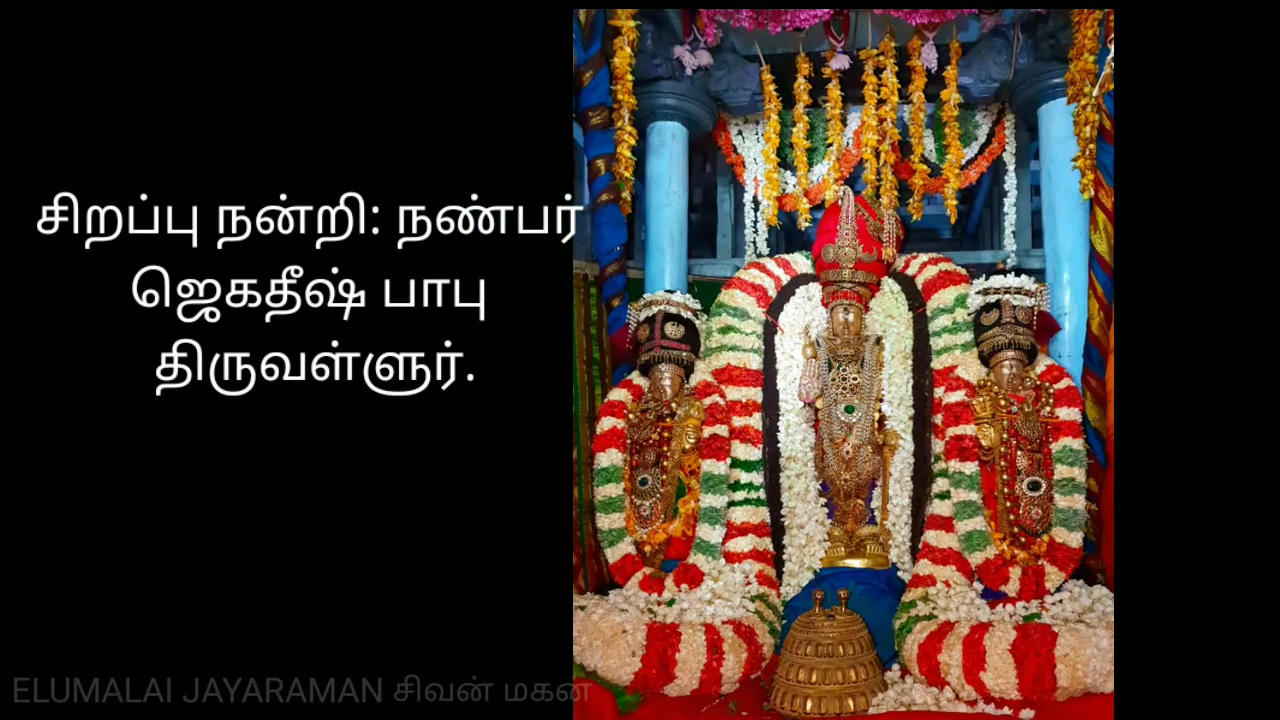 சிறப்பு நன்றி: நண்பர்
ஜெகதீஷ் பாபு
திருவள்ளுர்.
ELUMALAI JAYARAMAN சிவன் மகன்